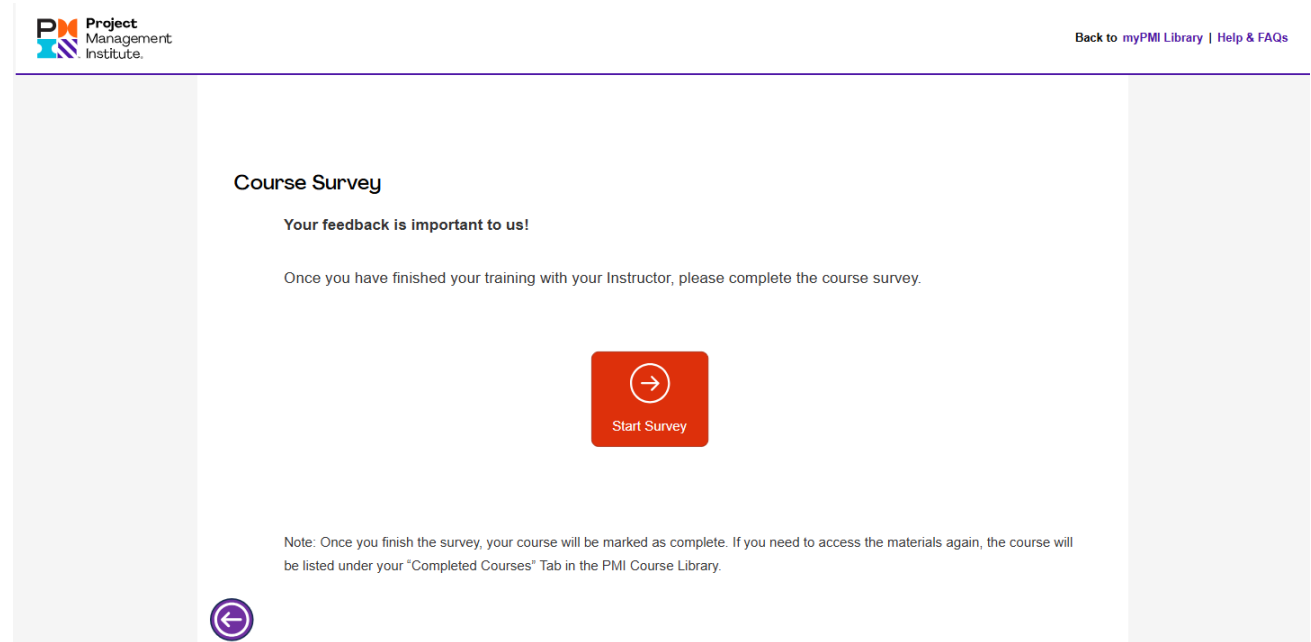 Project
Management
Institute.
Back to myPMI Library | Help & FAQs
Course Survey
Your feedback is important to us!
Once you have finished your training with your Instructor, please complete the course survey.
Start Survey
Note: Once you finish the survey, your course will be marked as complete. If you need to access the materials again, the course will
be listed under your “Completed Courses” Tab in the PMI Course Library.